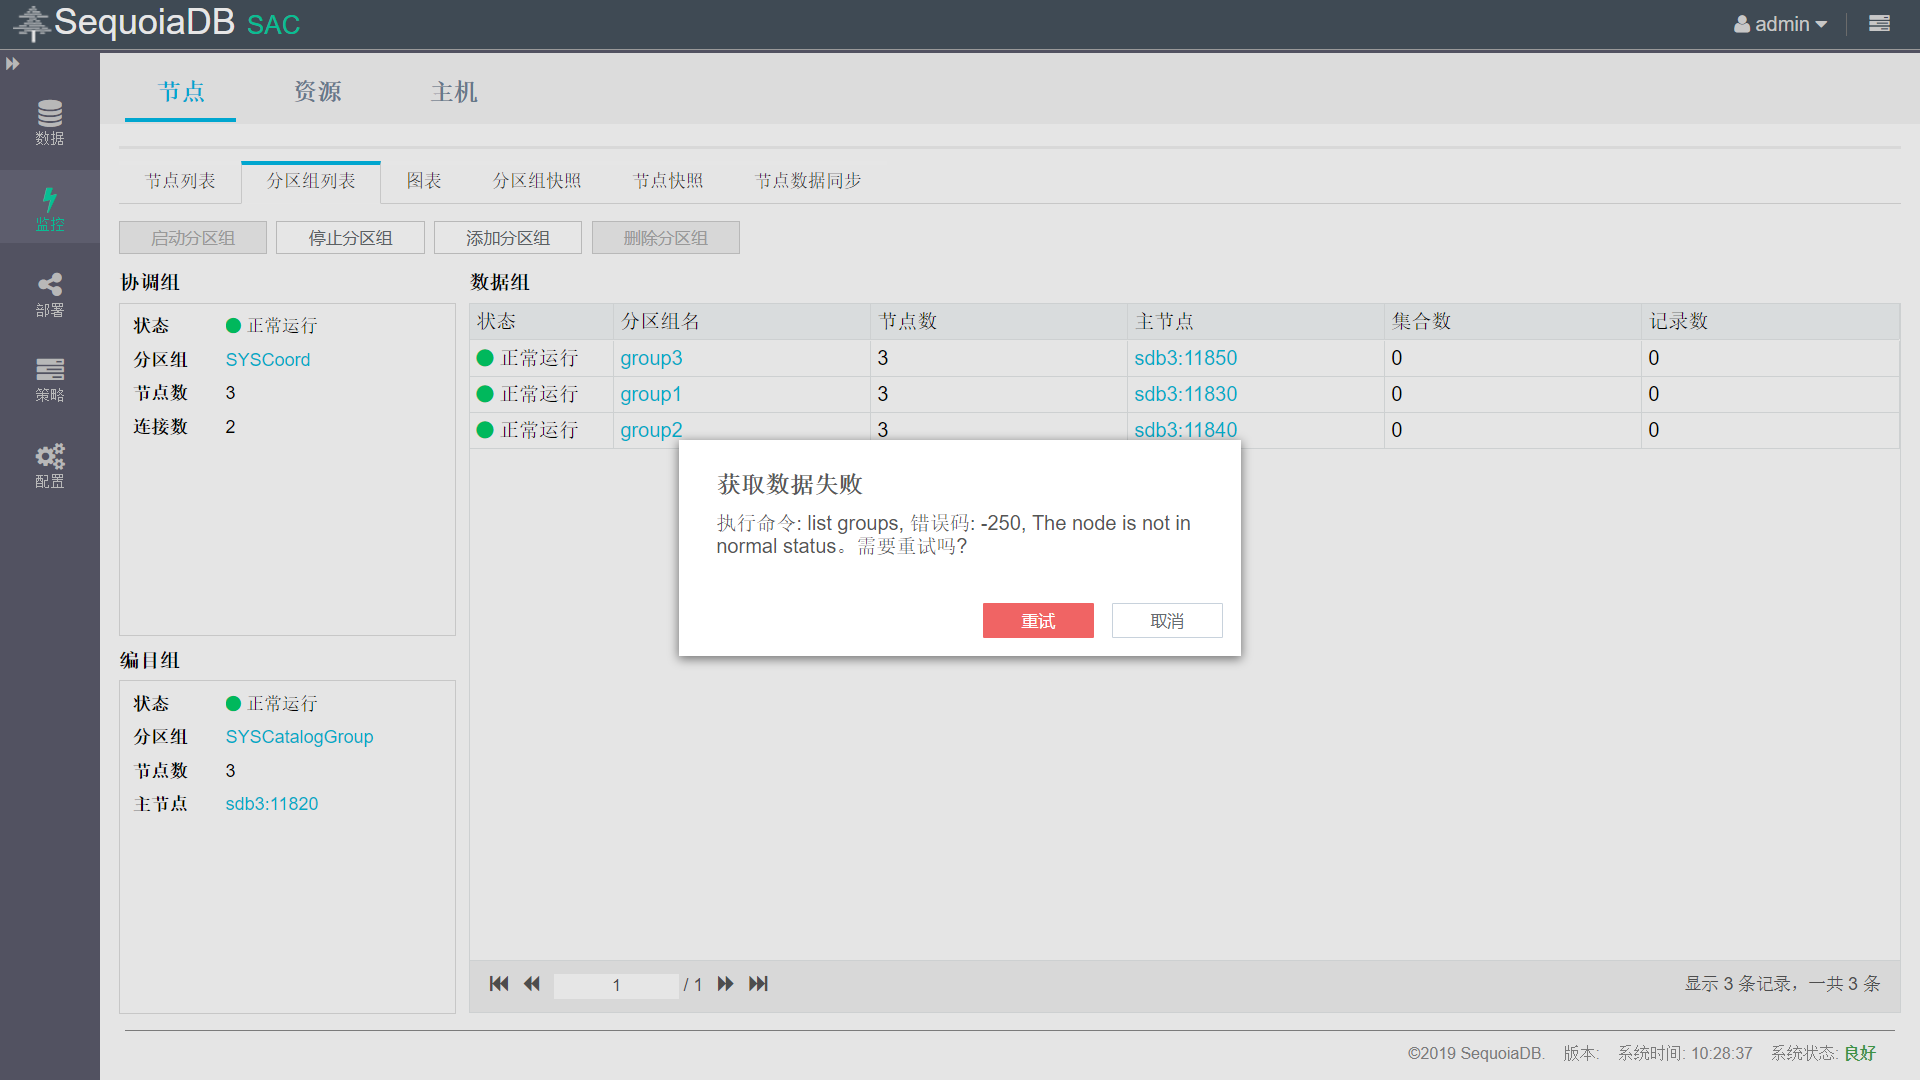 SequoiaDB SAC
admin
节点 资源 主机
数据
监控
部署
策略
配置
节点列表 分区组列表 图表 分区组快照 节点快照 节点数据同步
启动分区组 停止分区组 添加分区组 删除分区组
协调组
状态 正常运行
分区组 SYSCoord
节点数 3
连接数 2
编目组
状态 正常运行
分区组 SYSCatalogGroup
节点数 3
主节点 sdb3:11820
数据组
状态 分区组名 节点数 主节点 集合数 记录数
正常运行 group3 3 sdb3:11850 0 0
正常运行 group1 3 sdb3:11830 0 0
正常运行 group2 3 sdb3:11840 0 0
获取数据失败
执行命令: list groups, 错误码: -250, The node is not in
normal status。需要重试吗?
重试 取消
1 / 1
显示 3 条记录，一共 3 条
©2019 SequoiaDB. 版本: 系统时间: 10:28:37 系统状态: 良好